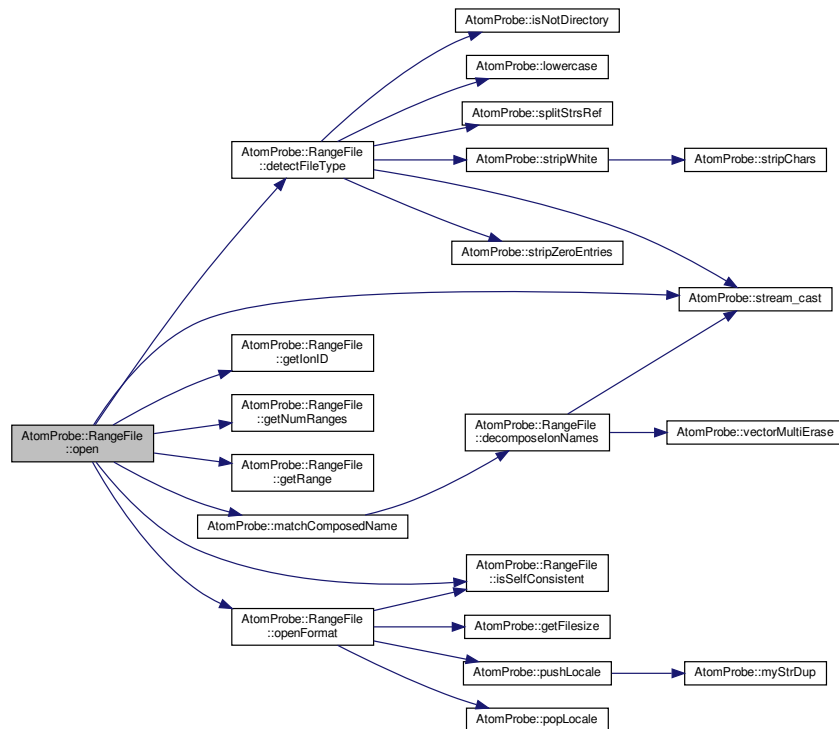 AtomProbe::isNotDirectory
AtomProbe::lowercase
AtomProbe::splitStrsRef
AtomProbe::RangeFile
::detectFileType
AtomProbe::stripWhite
AtomProbe::stripChars
AtomProbe::stripZeroEntries
AtomProbe::stream_cast
AtomProbe::RangeFile
::getIonID
AtomProbe::RangeFile
::getNumRanges
AtomProbe::RangeFile
::open
AtomProbe::RangeFile
::decomposeIonNames
AtomProbe::vectorMultiErase
AtomProbe::RangeFile
::getRange
AtomProbe::matchComposedName
AtomProbe::RangeFile
::isSelfConsistent
AtomProbe::RangeFile
::openFormat
AtomProbe::getFilesize
AtomProbe::pushLocale
AtomProbe::myStrDup
AtomProbe::popLocale